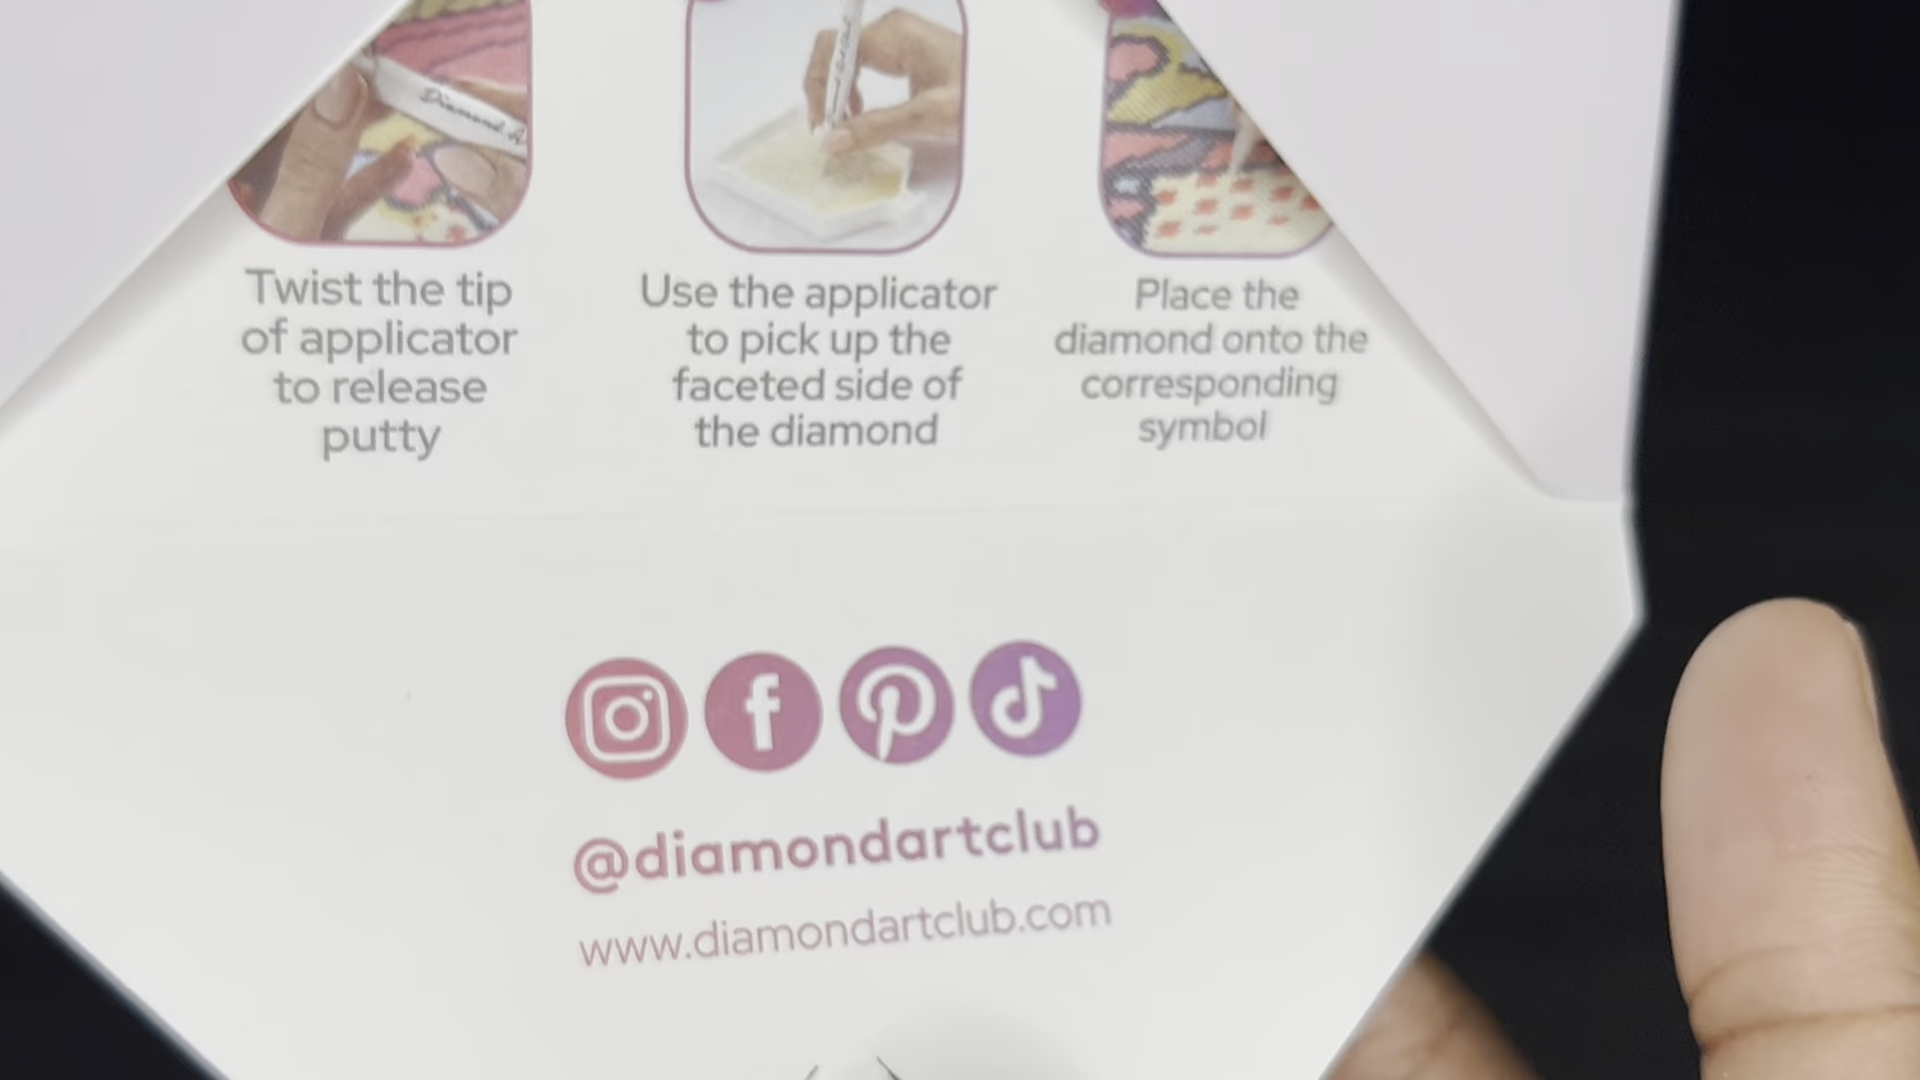 Diamond A
Twist the tip
of applicator
to release
putty
Use the applicator
to pick up the
faceted side of
the diamond
Place the
diamond onto the
corresponding
symbol
@diamondartclub
www.diamondartclub.com